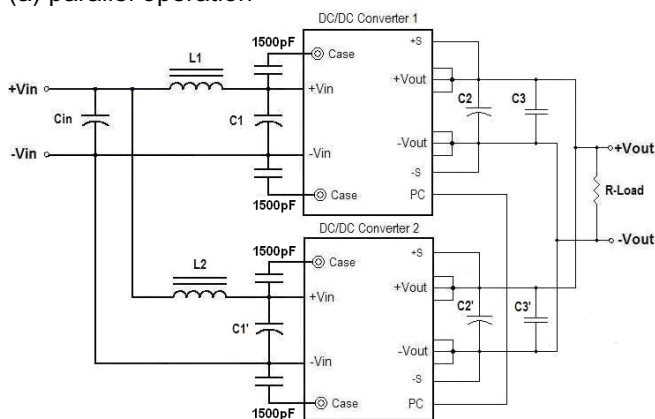 (a) parallel operation
DC/DC Converter 1
1500pF
Case
+S
L1
+Vin
+Vin
+Vout
C2
C3
Cin
C1
-Vin
-Vin
-Vout
-S
+Vout
1500pF
Case
PC
R-Load
DC/DC Converter 2
1500pF
-Vout
Case
+S
L2
+Vin
+Vout
C2'
C3'
C1'
-Vin
-Vout
-S
1500pF
Case
PC